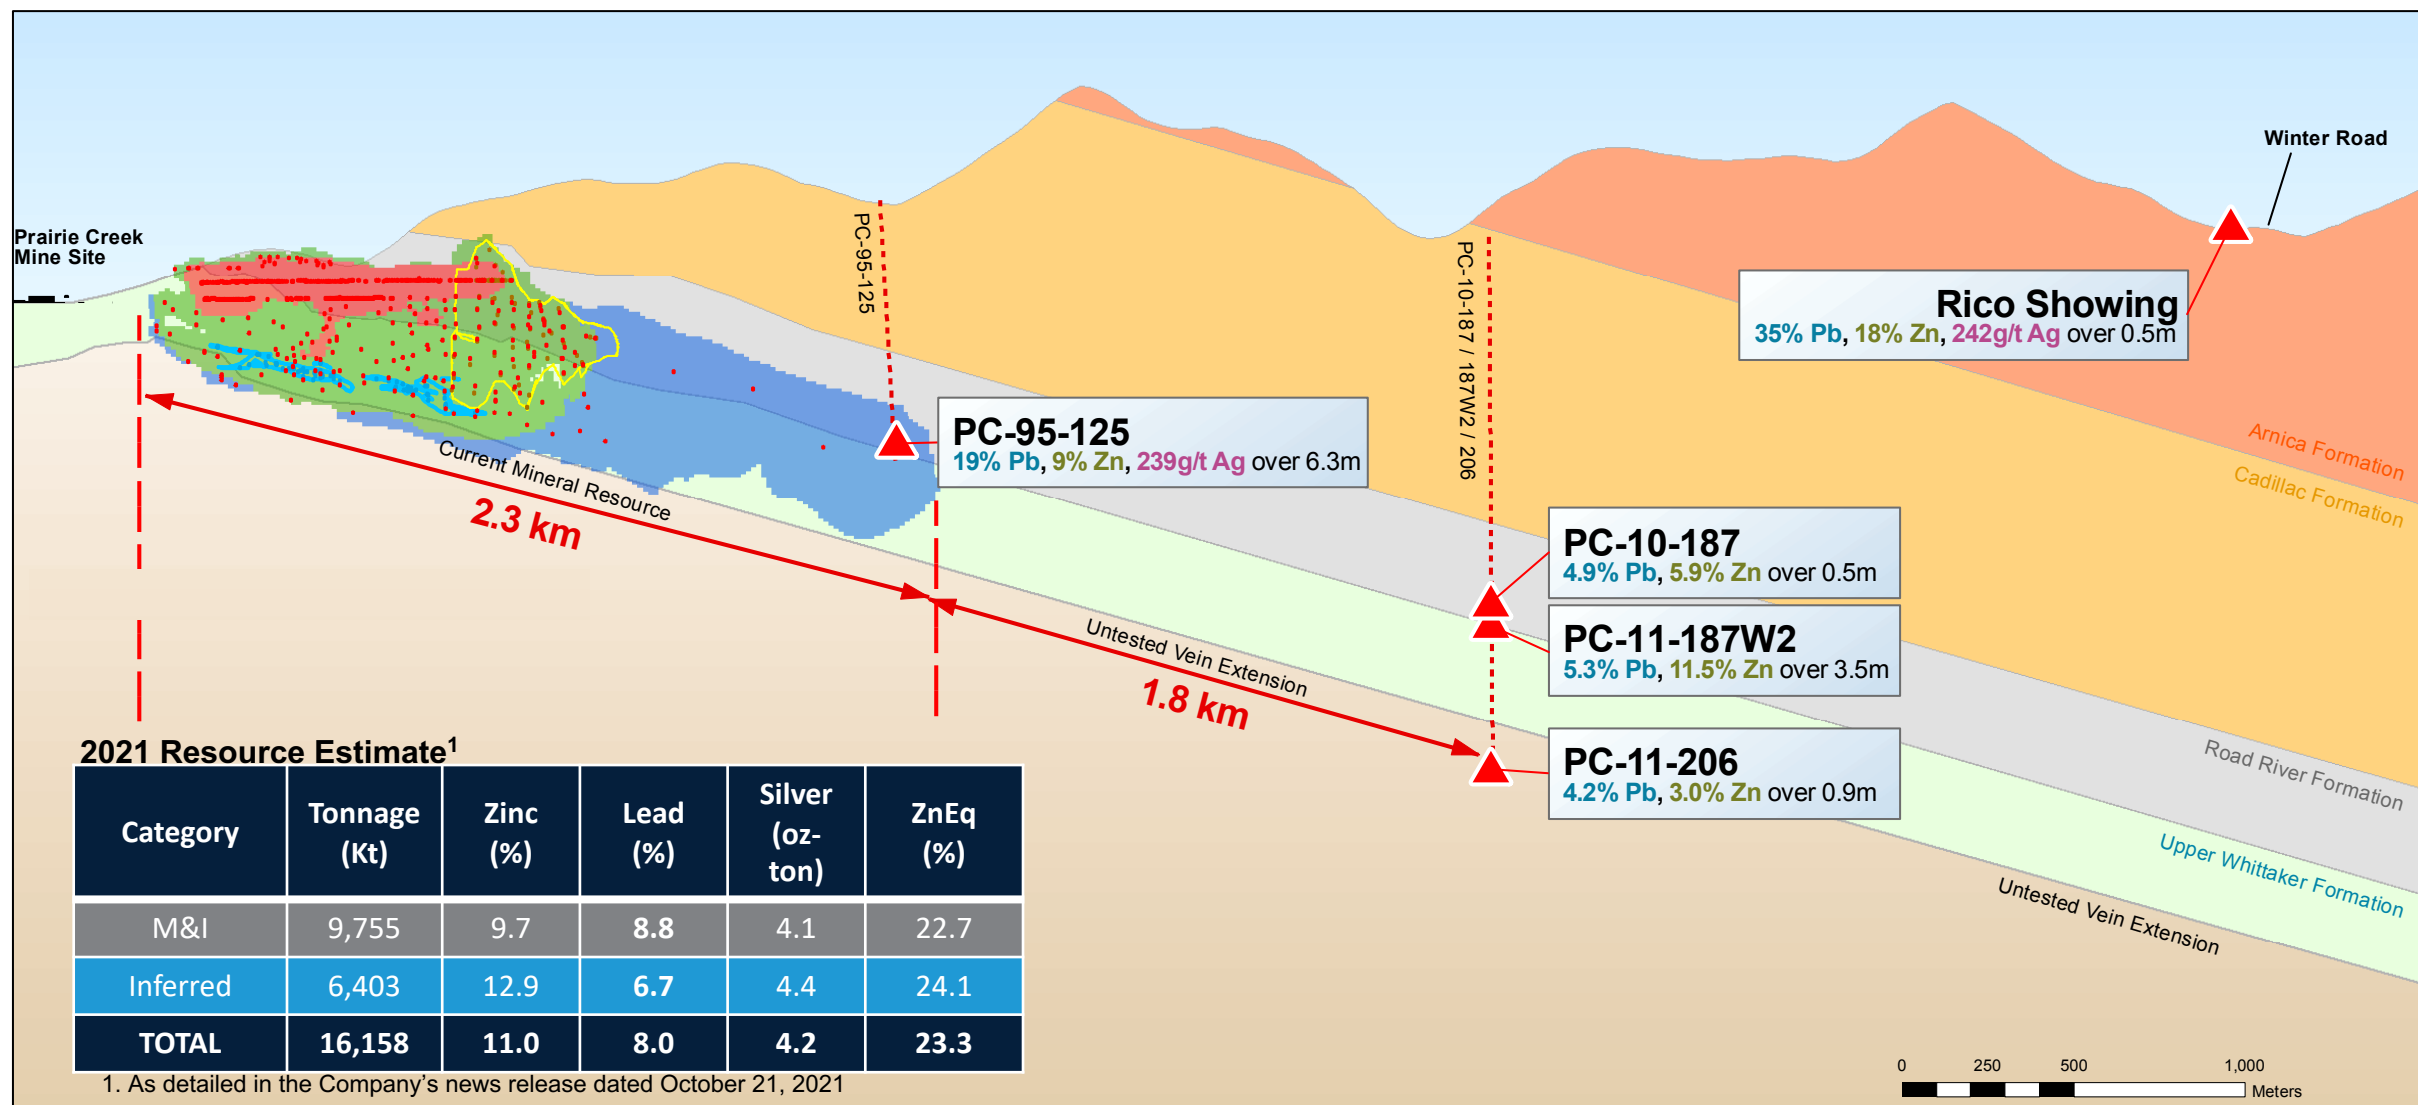 Winter Road
Prairie Creek
Mine Site
PC-95-125
PC-10-187 / 187W2 / 206
Rico Showing
35% Pb, 18% Zn, 242g/t Ag over 0.5m
PC-95-125
19% Pb, 9% Zn, 239g/t Ag over 6.3m
Arnica Formation
Cadillac Formation
Current Mineral Resource
2.3 km
PC-10-187
4.9% Pb, 5.9% Zn over 0.5m
PC-11-187W2
5.3% Pb, 11.5% Zn over 3.5m
Untested Vein Extension
1.8 km
PC-11-206
4.2% Pb, 3.0% Zn over 0.9m
Road River Formation
Upper Whittaker Formation
Untested Vein Extension
2021 Resource Estimate1
Category Tonnage (Kt) Zinc (%) Lead (%) Silver (oz-ton) ZnEq (%)
M&I 9,755 9.7 8.8 4.1 22.7
Inferred 6,403 12.9 6.7 4.4 24.1
TOTAL 16,158 11.0 8.0 4.2 23.3
1. As detailed in the Company's news release dated October 21, 2021
0 250 500 1,000
Meters